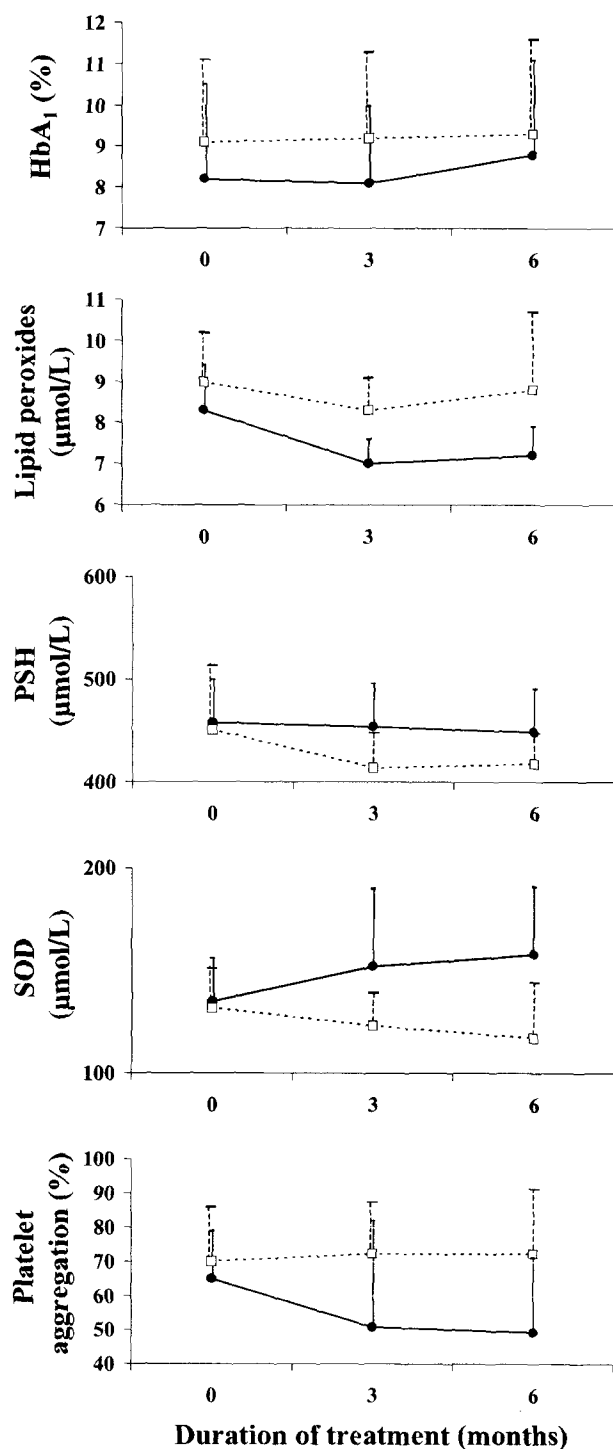 HbA1 (%)
12
11
10
9
8
7
0 3 6
Lipid peroxides
(μmol/L)
11
10
9
8
7
6
0 3 6
PSH
(μmol/L)
600
500
400
0 3 6
SOD
(μmol/L)
200
100
0 3 6
Platelet
aggregation (%)
100
90
80
70
60
50
40
0 3 6
Duration of treatment (months)